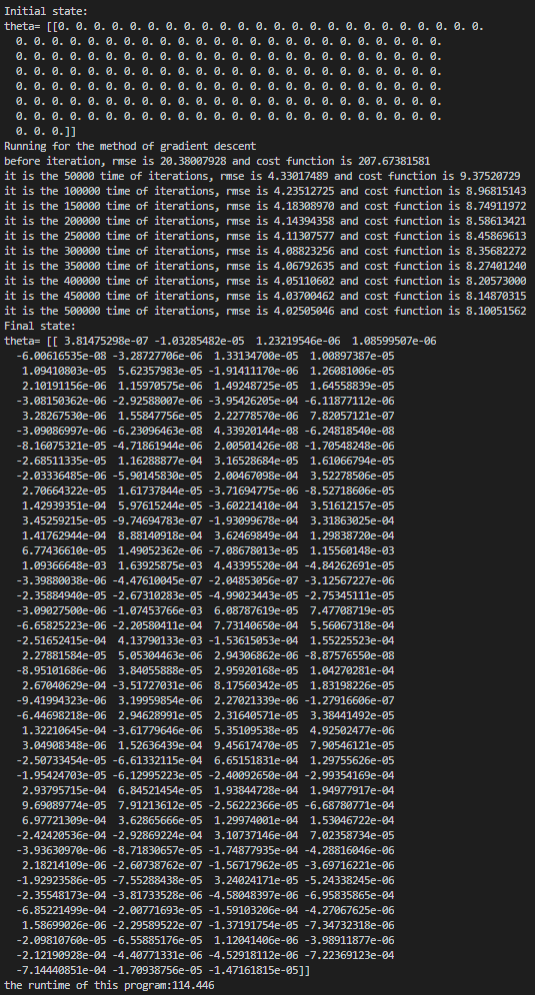 Initial state:
theta= [[0. 0. 0. 0. 0. 0. 0. 0. 0. 0. 0. 0. 0. 0. 0. 0. 0. 0. 0. 0. 0. 0. 0. 0.
0. 0. 0. 0. 0. 0. 0. 0. 0. 0. 0. 0. 0. 0. 0. 0. 0. 0. 0. 0. 0. 0. 0. 0.
0. 0. 0. 0. 0. 0. 0. 0. 0. 0. 0. 0. 0. 0. 0. 0. 0. 0. 0. 0. 0. 0. 0. 0.
0. 0. 0. 0. 0. 0. 0. 0. 0. 0. 0. 0. 0. 0. 0. 0. 0. 0. 0. 0. 0. 0. 0. 0.
0. 0. 0. 0. 0. 0. 0. 0. 0. 0. 0. 0. 0. 0. 0. 0. 0. 0. 0. 0. 0. 0. 0. 0.
0. 0. 0. 0. 0. 0. 0. 0. 0. 0. 0. 0. 0. 0. 0. 0. 0. 0. 0. 0. 0. 0. 0. 0.
0. 0. 0. 0. 0. 0. 0. 0. 0. 0. 0. 0. 0. 0. 0. 0. 0. 0. 0. 0. 0. 0. 0. 0.
0. 0. 0.]]
Running for the method of gradient descent
before iteration, rmse is 20.38007928 and cost function is 207.67381581
it is the 50000 time of iterations, rmse is 4.33017489 and cost function is 9.37520729
it is the 100000 time of iterations, rmse is 4.23512725 and cost function is 8.96815143
it is the 150000 time of iterations, rmse is 4.18308970 and cost function is 8.74911972
it is the 200000 time of iterations, rmse is 4.14394358 and cost function is 8.58613421
it is the 250000 time of iterations, rmse is 4.11307577 and cost function is 8.45869613
it is the 300000 time of iterations, rmse is 4.08823256 and cost function is 8.35682272
it is the 350000 time of iterations, rmse is 4.06792635 and cost function is 8.27401240
it is the 400000 time of iterations, rmse is 4.05110602 and cost function is 8.20573000
it is the 450000 time of iterations, rmse is 4.03700462 and cost function is 8.14870315
it is the 500000 time of iterations, rmse is 4.02505046 and cost function is 8.10051562
Final state:
theta= [[ 3.81475298e-07 -1.03285482e-05 1.23219546e-06 1.08599507e-06
-6.00616535e-08 -3.28727706e-06 1.33134700e-05 1.00897387e-05
1.09410803e-05 5.62357983e-05 -1.91411170e-06 1.26081006e-05
2.10191156e-06 1.15970575e-06 1.49248725e-05 1.64558839e-05
-3.08150362e-06 -2.92588007e-06 -3.95426205e-04 -6.11877112e-06
3.28267530e-06 1.55847756e-05 2.22778570e-06 7.82057121e-07
-3.09086997e-06 -6.23096463e-08 4.33920144e-08 -6.24818540e-08
-8.16075321e-05 -4.71861944e-06 2.00501426e-08 -1.70548248e-06
-2.68511335e-05 1.16288877e-04 3.16528684e-05 1.61066794e-05
-2.03336485e-06 -5.90145830e-05 2.00467098e-04 3.52278506e-05
2.70664322e-05 1.61737844e-05 -3.71694775e-06 -8.52718606e-05
1.42939351e-04 5.97615244e-05 -3.60221410e-04 3.51612157e-05
3.45259215e-05 -9.74694783e-07 -1.93099678e-04 3.31863025e-04
1.41762944e-04 8.88140918e-04 3.62469849e-04 1.29838720e-04
6.77436610e-05 1.49052362e-06 -7.08678013e-05 1.15560148e-03
1.09366648e-03 1.63925875e-03 4.43395520e-04 -4.84262691e-05
-3.39880038e-06 -4.47610045e-07 -2.04853056e-07 -3.12567227e-06
-2.35884940e-05 -2.67310283e-05 -4.99023443e-05 -2.75345111e-05
-3.09027500e-06 -1.07453766e-03 6.08787619e-05 7.47708719e-05
-6.65825223e-06 -2.20580411e-04 7.73140650e-04 5.56067318e-04
-2.51652415e-04 4.13790133e-03 -1.53615053e-04 1.55225523e-04
2.27881584e-05 5.05304463e-06 2.94306862e-06 -8.87576550e-08
-8.95101686e-06 3.84055888e-05 2.95920168e-05 1.04270281e-04
2.67040629e-04 -3.51727031e-06 8.17560342e-05 1.83198226e-05
-9.41994323e-06 3.19959854e-06 2.27021339e-06 -1.27916606e-07
-6.44698218e-06 2.94628991e-05 2.31640571e-05 3.38441492e-05
1.32210645e-04 -3.61779646e-06 5.35109538e-05 4.92502477e-06
3.04908348e-06 1.52636439e-04 9.45617470e-05 7.90546121e-05
-2.50733454e-05 -6.61332115e-04 6.65151831e-04 1.29755626e-05
-1.95424703e-05 -6.12995223e-05 -2.40092650e-04 -2.99354169e-04
2.93795715e-04 6.84521454e-05 1.93844728e-04 1.94977917e-04
9.69089774e-05 7.91213612e-05 -2.56222366e-05 -6.68780771e-04
6.97721309e-04 3.62865666e-05 1.29974001e-04 1.53046722e-04
-2.42420536e-04 -2.92869224e-04 3.10737146e-04 7.02358734e-05
-3.93630970e-06 -8.71830657e-05 -1.74877935e-04 -4.28816046e-06
2.18214109e-06 -2.60738762e-07 -1.56717962e-05 -3.69716221e-06
-1.92923586e-05 -7.55288438e-05 3.24024171e-05 -5.24338245e-06
-2.35548173e-04 -3.81733528e-06 -4.58048397e-06 -6.95835865e-04
-6.85221499e-04 -2.00771693e-05 -1.59103206e-04 -4.27067625e-06
1.58699026e-06 -2.29589522e-07 -1.37191754e-05 -7.34732318e-06
-2.09810760e-05 -6.55885176e-05 1.12041406e-06 -3.98911877e-06
-2.12190928e-04 -4.40771331e-06 -4.52918112e-06 -7.22369123e-04
-7.14440851e-04 -1.70938756e-05 -1.47161815e-05]]
the runtime of this program:114.446